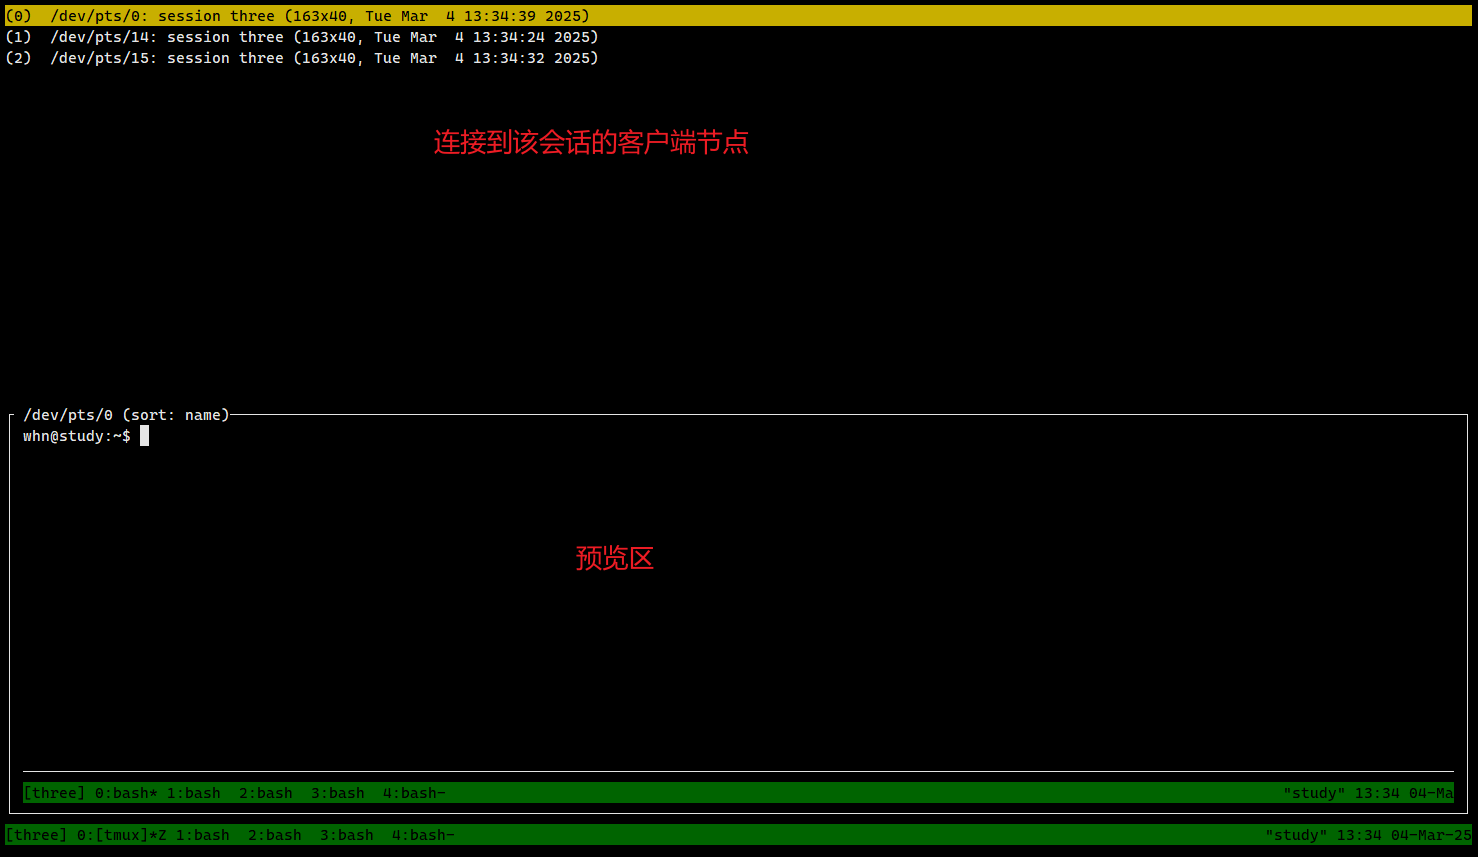 (0)  /dev/pts/0: session three (163x40, Tue Mar  4 13:34:39 2025)
(1)  /dev/pts/14: session three (163x40, Tue Mar  4 13:34:24 2025)
(2)  /dev/pts/15: session three (163x40, Tue Mar  4 13:34:32 2025)
连接到该会话的客户端节点
/dev/pts/0 (sort: name)
whn@study:~$
预览区
[three] 0:bash* 1:bash  2:bash  3:bash  4:bash-  "study" 13:34 04-Ma
[three] 0:[tmux]*Z 1:bash  2:bash  3:bash  4:bash-  "study" 13:34 04-Mar-25